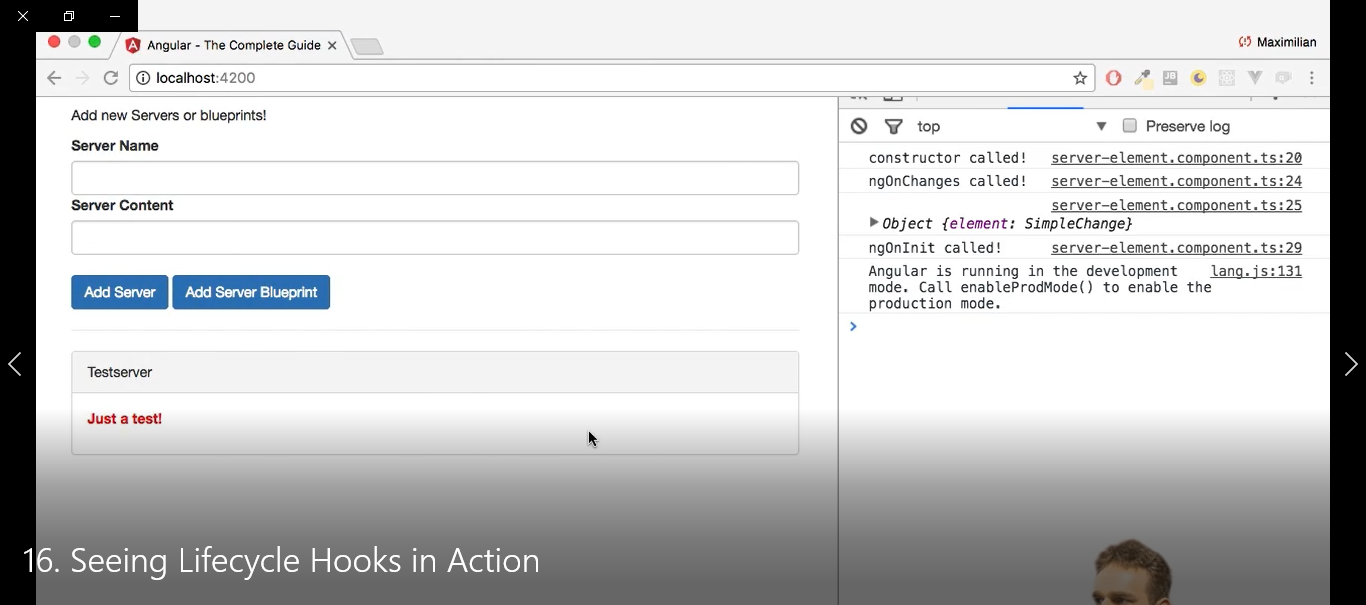 Angular - The Complete Guide
Maximilian
localhost:4200
Add new Servers or blueprints!
Server Name
Server Content
Add Server Add Server Blueprint
Testserver
Just a test!
top Preserve log
constructor called! server-element.component.ts:20
ngOnChanges called! server-element.component.ts:24
server-element.component.ts:25
Object {element: SimpleChange}
ngOnInit called! server-element.component.ts:29
Angular is running in the development lang.js:131
mode. Call enableProdMode() to enable the
production mode.
16. Seeing Lifecycle Hooks in Action